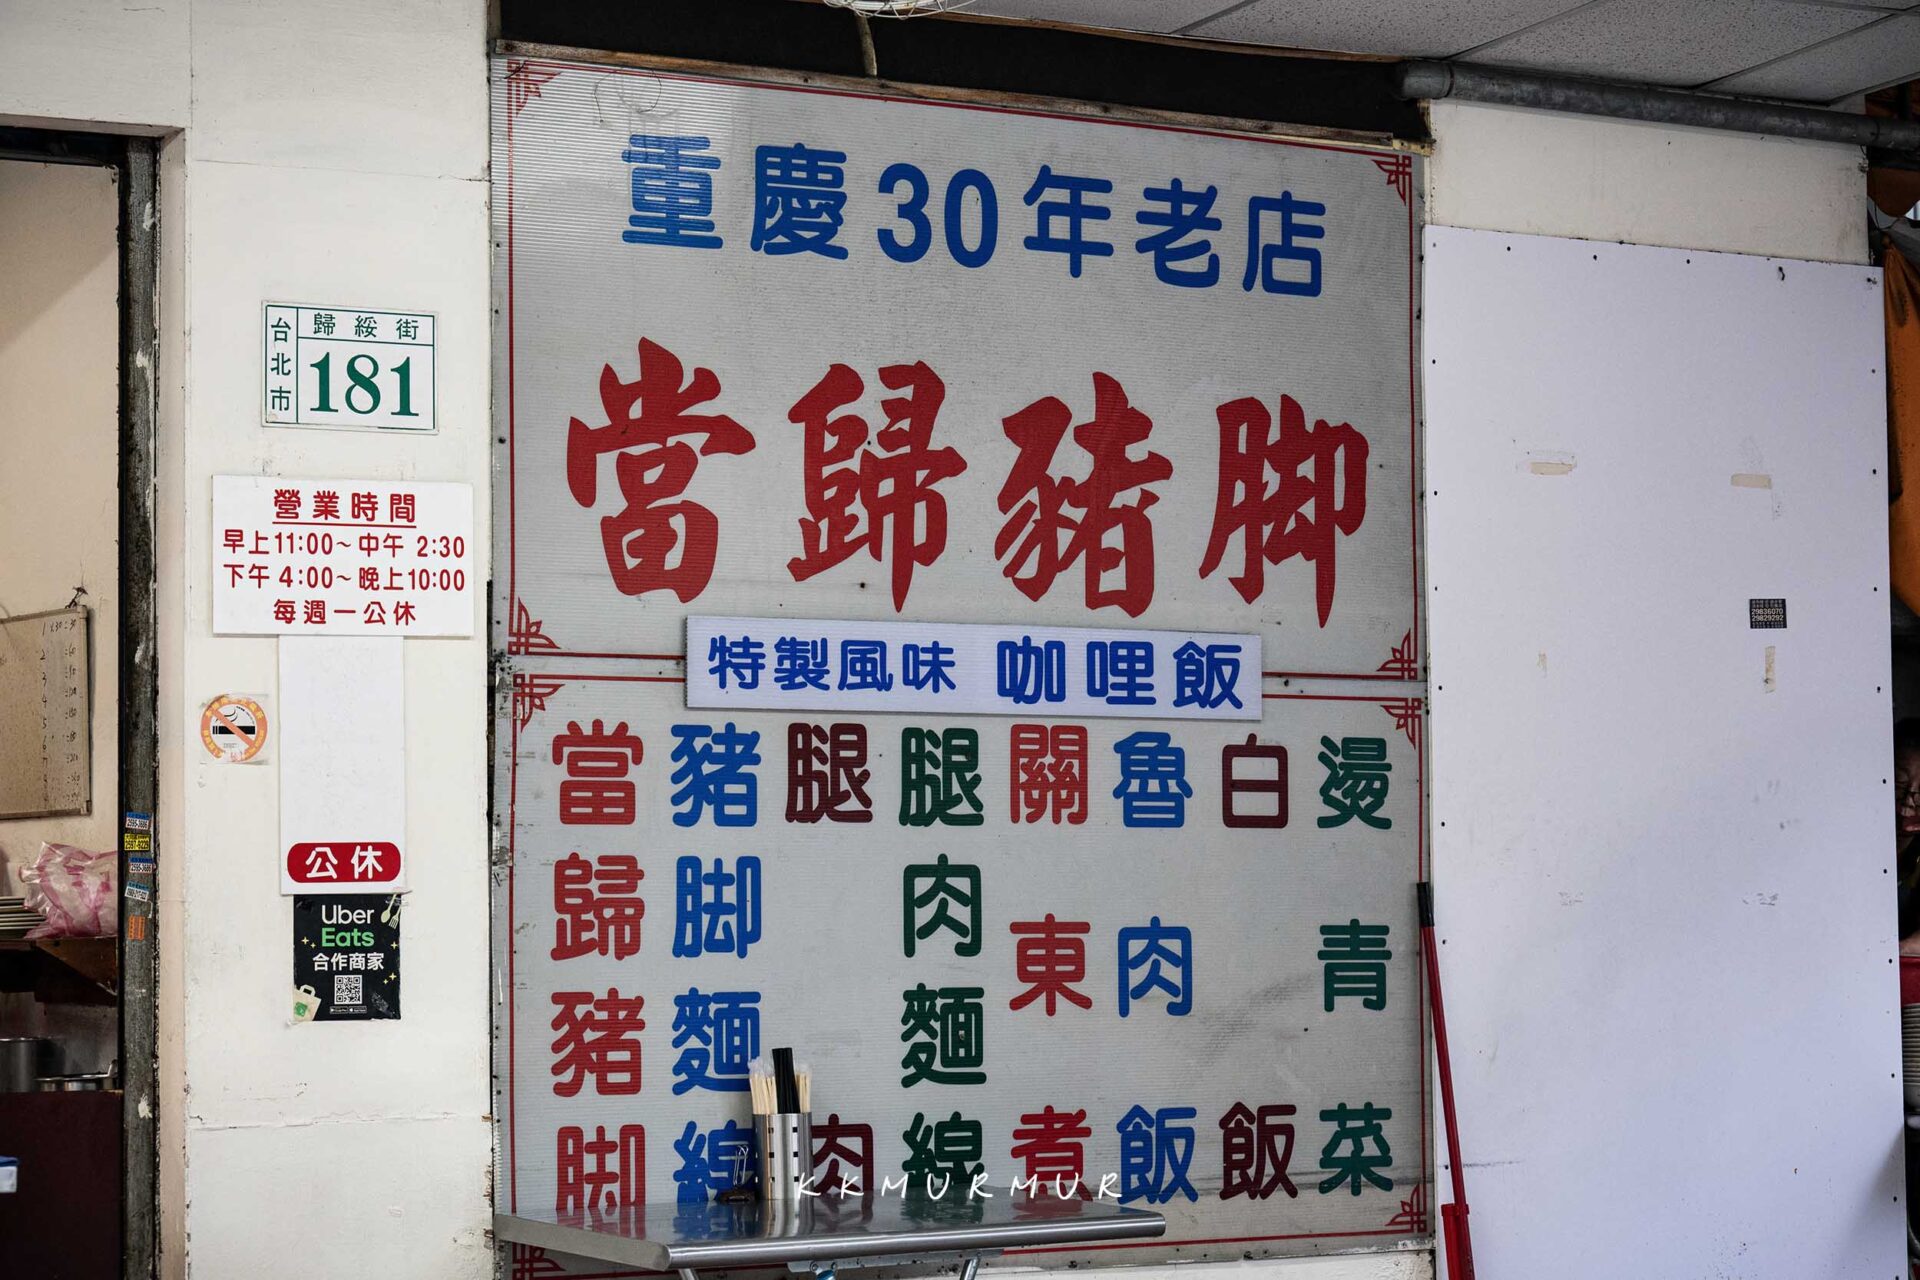 重慶30年老店
當歸豬脚
特製風味 咖哩飯
當歸豬脚
豬脚麵線
腿肉
腿肉麵線
關東煮
魯肉飯
白飯
燙青菜
台北市
歸綏街
181
營業時間
早上11:00~中午 2:30
下午 4:00~晚上10:00
每週一公休
公休
Uber
Eats
合作商家
29836070
29829292
KKMURMUR